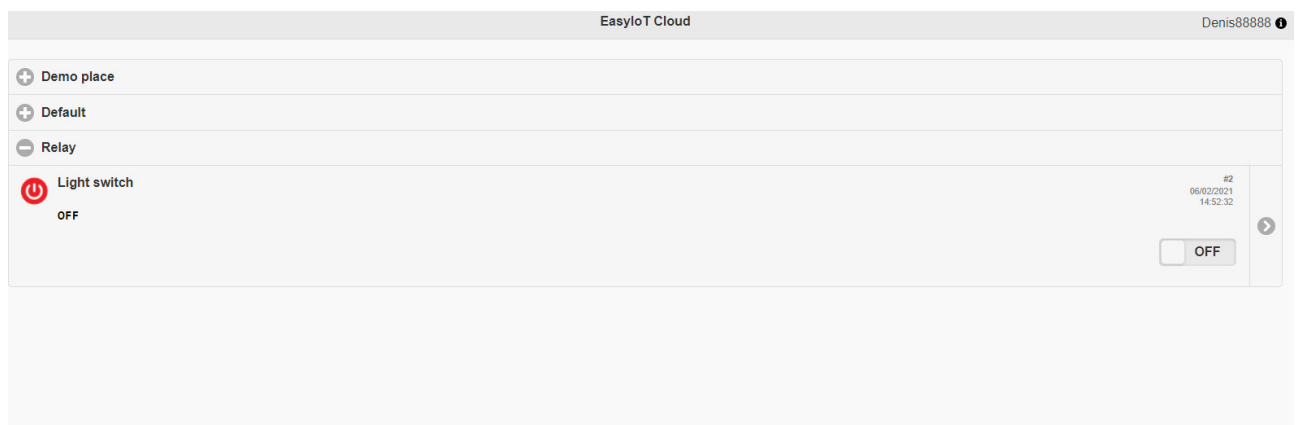 EasyIoT Cloud
Denis88888
Demo place
Default
Relay
Light switch
#2
06/02/2021
14:52:32
OFF
OFF